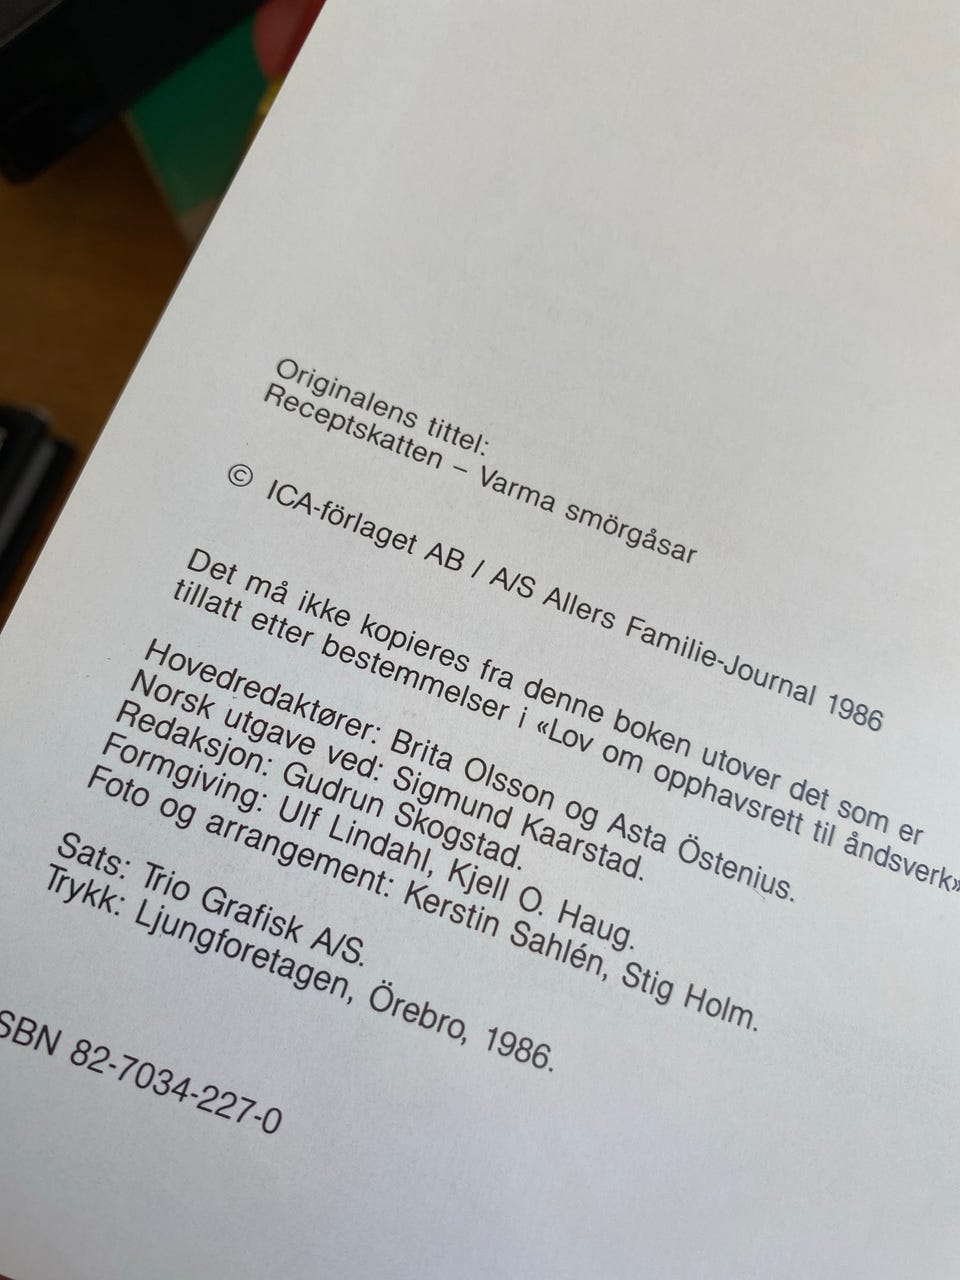 Originalens tittel:
Receptskatten – Varma smörgåsar
© ICA-förlaget AB / A/S Allers Familie-Journal 1986
Det må ikke kopieres fra denne boken utover det som er
tillatt etter bestemmelser i «Lov om opphavsrett til åndsverk»
Hovedredaktører: Brita Olsson og Asta Östenius.
Norsk utgave ved: Sigmund Kaarstad.
Redaksjon: Gudrun Skogstad.
Formgiving: Ulf Lindahl, Kjell O. Haug.
Foto og arrangement: Kerstin Sahlén, Stig Holm.
Sats: Trio Grafisk A/S.
Trykk: Ljungforetagen, Örebro, 1986.
SBN 82-7034-227-0